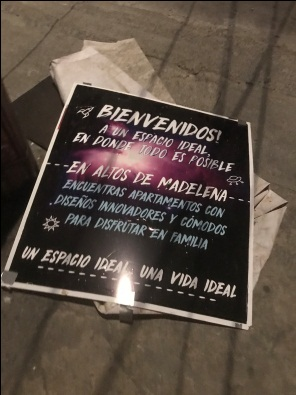 BIENVENIDOS!
A UN ESPACIO IDEAL,
EN DONDE TODO ES POSIBLE
EN ALTOS DE MADELENA
ENCUENTRAS APARTAMENTOS CON
DISEÑOS INNOVADORES Y CÓMODOS
PARA DISFRUTAR EN FAMILIA
UN ESPACIO IDEAL, UNA VIDA IDEAL